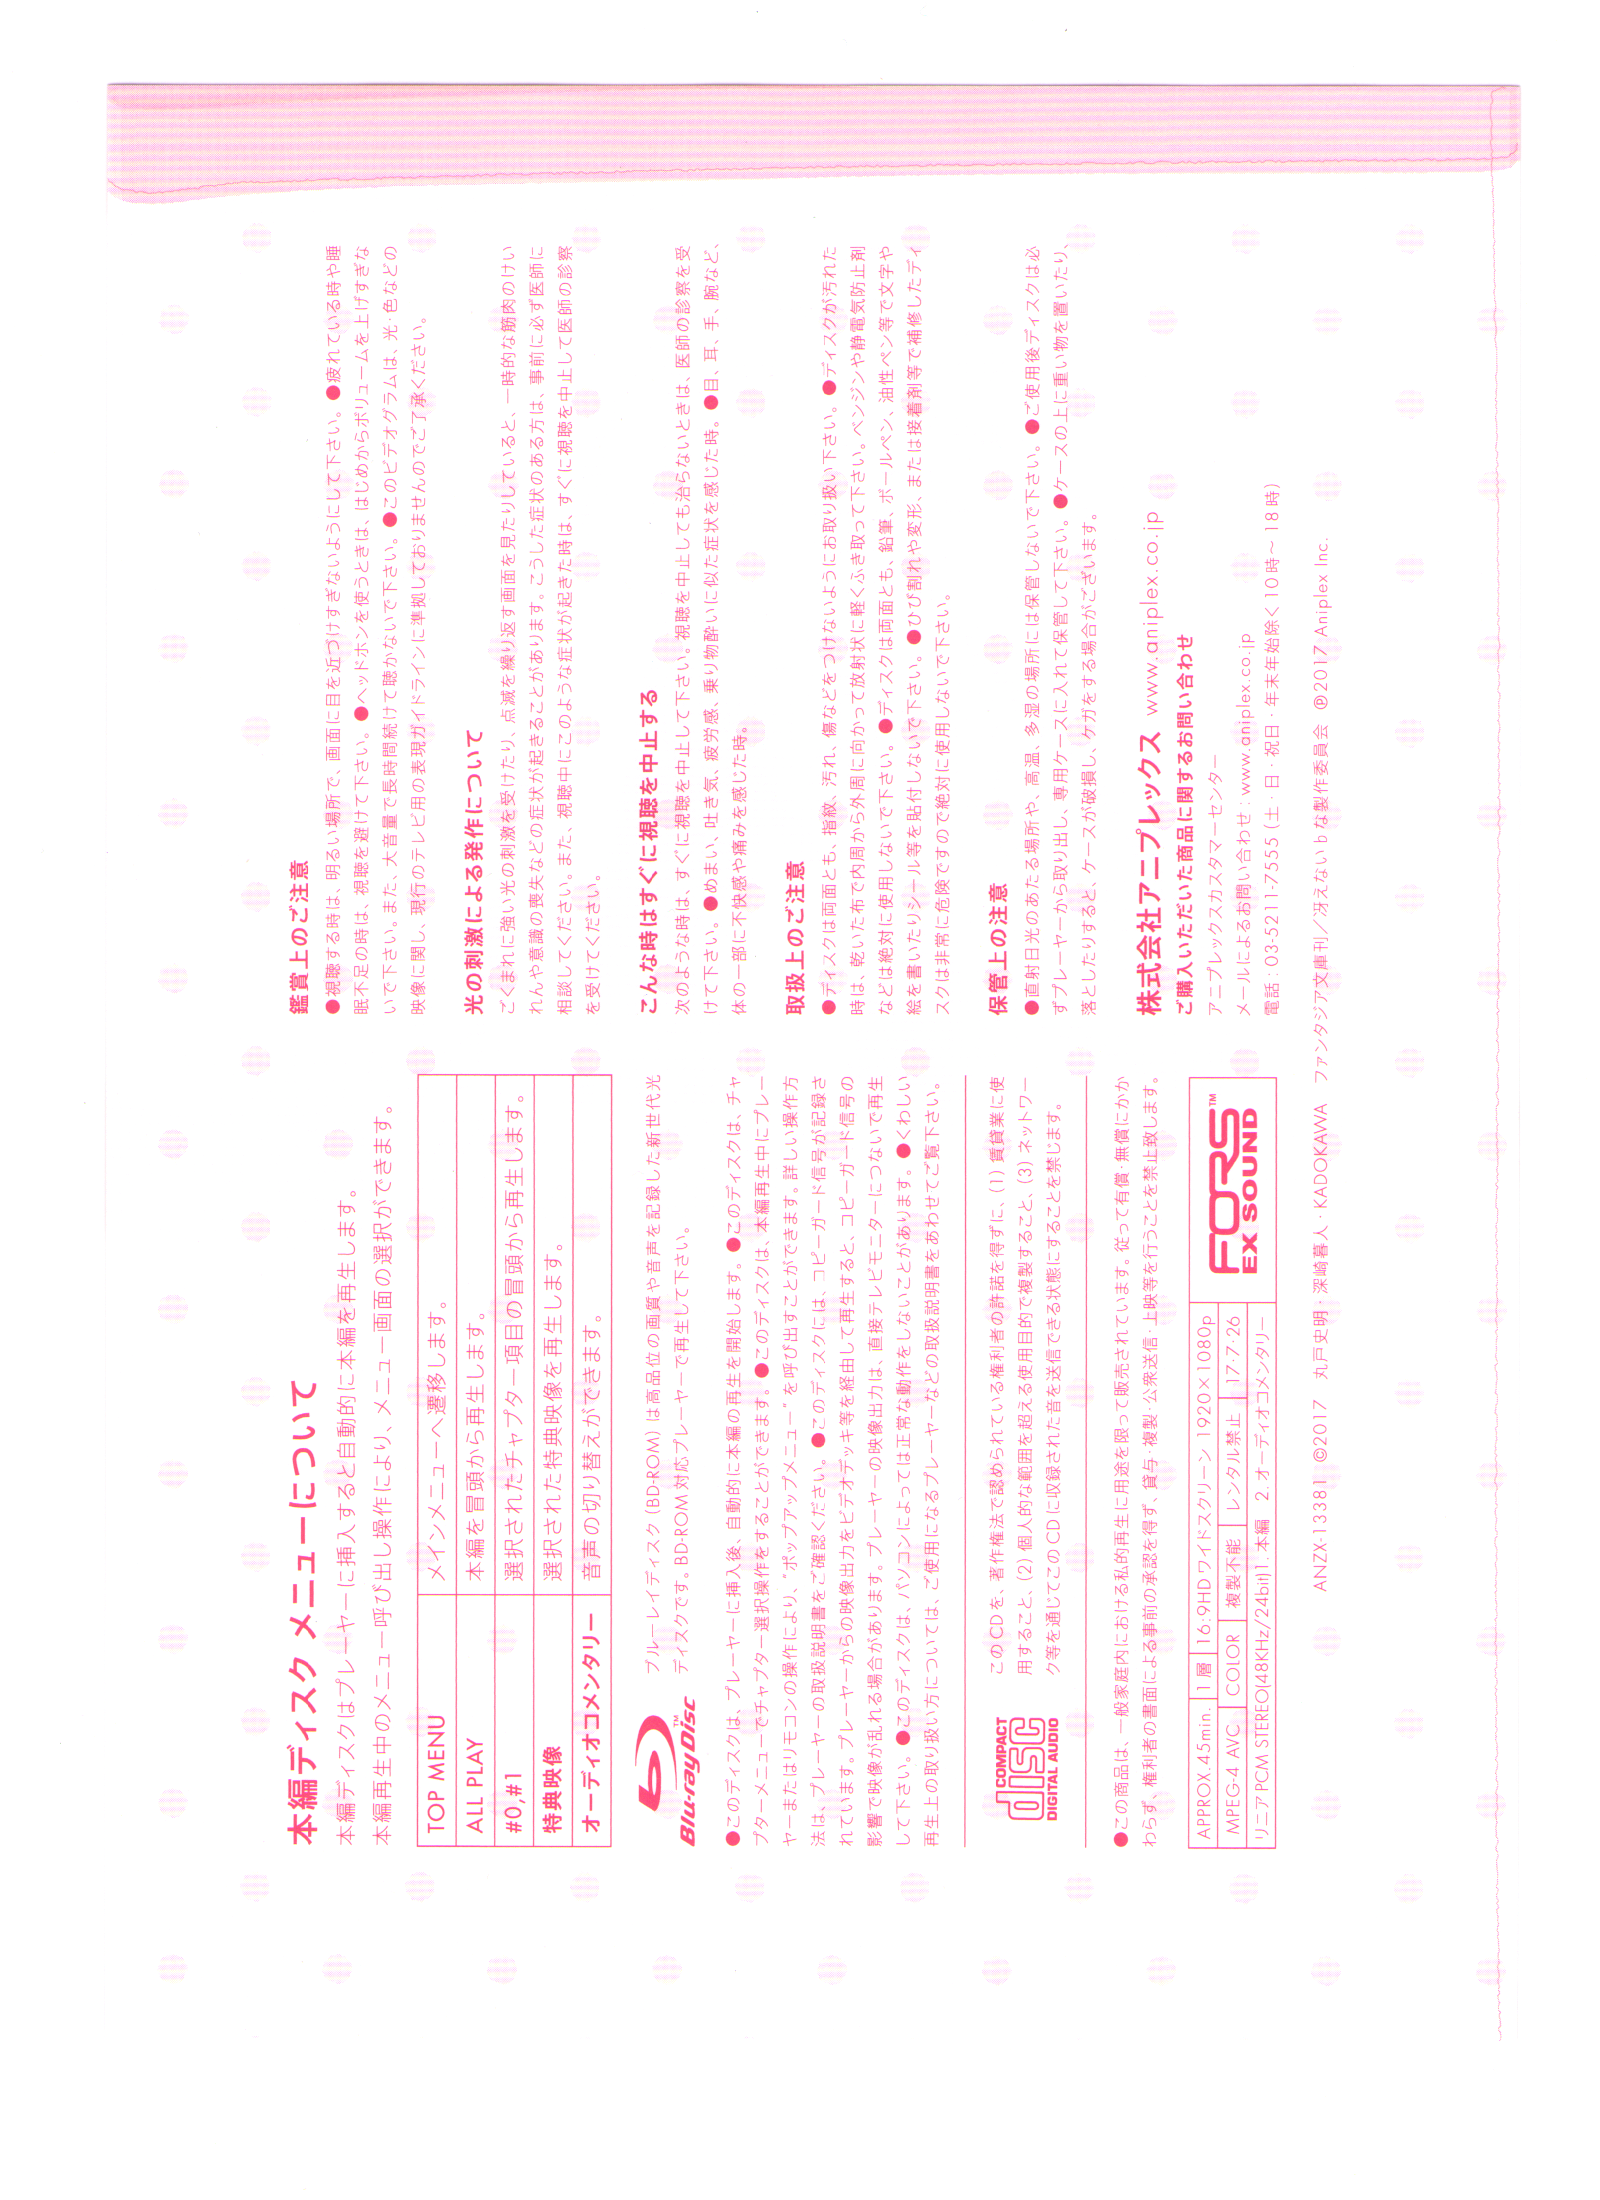 本編ディスク メニューについて
本編ディスクはプレーヤーに挿入すると自動的に本編を再生します。
本編再生中のメニュー呼び出し操作により、メニュー画面の選択ができます。
TOP MENU メインメニューへ遷移します。
ALL PLAY 本編を冒頭から再生します。
#0,#1 選択されたチャプター項目の冒頭から再生します。
特典映像 選択された特典映像を再生します。
オーディオコメンタリー 音声の切り替えができます。
Blu-ray Disc™
ブルーレイディスク（BD-ROM）は高品位の画質や音声を記録した新世代光
ディスクです。BD-ROM対応プレーヤーで再生して下さい。
●このディスクは、プレーヤーに挿入後、自動的に本編の再生を開始します。●このディスクは、チャ
プターメニューでチャプター選択操作をすることができます。●このディスクは、本編再生中にプレー
ヤーまたはリモコンの操作により、“ポップアップメニュー”を呼び出すことができます。詳しい操作方
法は、プレーヤーの取扱説明書をご確認ください。●このディスクには、コピーガード信号が記録さ
れています。プレーヤーからの映像出力をビデオデッキ等を経由して再生すると、コピーガード信号の
影響で映像が乱れる場合があります。プレーヤーの映像出力は、直接テレビモニターにつないで再生
して下さい。●このディスクは、パソコンによっては正常な動作をしないことがあります。●くわしい
再生上の取り扱い方については、ご使用になるプレーヤーなどの取扱説明書をあわせてご覧下さい。
COMPACT
disc
DIGITAL AUDIO
このCDを、著作権法で認められている権利者の許諾を得ずに、（1）賃貸業に使
用すること、（2）個人的な範囲を超える使用目的で複製すること、（3）ネットワー
ク等を通じてこのCDに収録された音を送信できる状態にすることを禁じます。
●この商品は、一般家庭内における私的再生に用途を限って販売されています。従って有償・無償にかか
わらず、権利者の書面による事前の承認を得ず、貸与・複製・公衆送信・上映等を行うことを禁止致します。
APPROX.45min. 1層 16:9HDワイドスクリーン 1920×1080p
MPEG-4 AVC COLOR 複製不能 レンタル禁止 '17・7・26
リニアPCM STEREO(48KHz/24bit)1.本編 2.オーディオコメンタリー
FORS™
EX SOUND
鑑賞上のご注意
●視聴する時は、明るい場所で、画面に目を近づけすぎないようにして下さい。●疲れている時や睡
眠不足の時は、視聴を避けて下さい。●ヘッドホンを使うときは、はじめからボリュームを上げすぎな
いで下さい。また、大音量で長時間続けて聴かないで下さい。●このビデオグラムは、光・色などの
映像に関し、現行のテレビ用の表現ガイドラインに準拠しておりませんのでご了承ください。
光の刺激による発作について
ごくまれに強い光の刺激を受けたり、点滅を繰り返す画面を見たりしていると、一時的な筋肉のけい
れんや意識の喪失などの症状が起きることがあります。こうした症状のある方は、事前に必ず医師に
相談してください。また、視聴中にこのような症状が起きた時は、すぐに視聴を中止して医師の診察
を受けてください。
こんな時はすぐに視聴を中止する
次のような時は、すぐに視聴を中止して下さい。視聴を中止しても治らないときは、医師の診察を受
けて下さい。●めまい、吐き気、疲労感、乗り物酔いに似た症状を感じた時。●目、耳、手、腕など、
体の一部に不快感や痛みを感じた時。
取扱上のご注意
●ディスクは両面とも、指紋、汚れ、傷などをつけないようにお取り扱い下さい。●ディスクが汚れた
時は、乾いた布で内周から外周に向かって放射状に軽くふき取って下さい。ベンジンや静電気防止剤
などは絶対に使用しないで下さい。●ディスクは両面とも、鉛筆、ボールペン、油性ペン等で文字や
絵を書いたりシール等を貼付しないで下さい。●ひび割れや変形、または接着剤等で補修したディ
スクは非常に危険ですので絶対に使用しないで下さい。
保管上の注意
●直射日光のあたる場所や、高温、多湿の場所には保管しないで下さい。●ご使用後ディスクは必
ずプレーヤーから取り出し、専用ケースに入れて保管して下さい。●ケースの上に重い物を置いたり、
落としたりすると、ケースが破損し、ケガをする場合がございます。
株式会社アニプレックス www.aniplex.co.jp
ご購入いただいた商品に関するお問い合わせ
アニプレックスカスタマーセンター
メールによるお問い合わせ：www.aniplex.co.jp
電話：03-5211-7555（土・日・祝日・年末年始除く10時～18時）
ANZX-13381 ©2017 丸戸史明・深崎暮人・KADOKAWA ファンタジア文庫刊／冴えないbな製作委員会 ℗2017 Aniplex Inc.